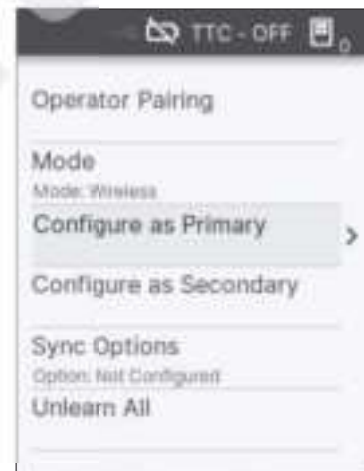 TTC - OFF
0
Operator Pairing
Mode
Mode: Wireless
Configure as Primary
Configure as Secondary
Sync Options
Option: Not Configured
Unlearn All